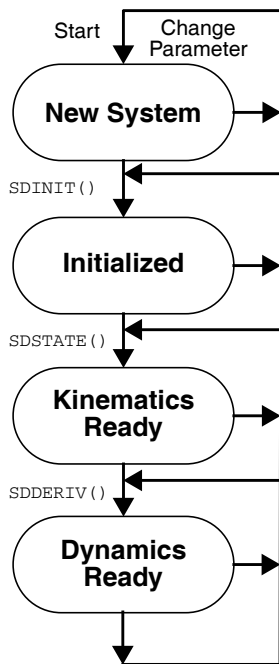 Start
Change
Parameter
New System
SDINIT()
Initialized
SDSTATE()
Kinematics
Ready
SDDERIV()
Dynamics
Ready